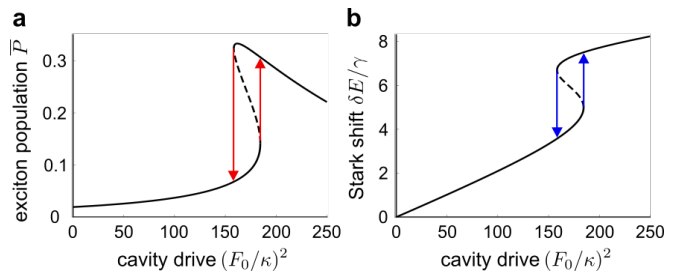 a
exciton population P̅
0.3
0.2
0.1
0
0 50 100 150 200 250
cavity drive (F₀/κ)²
b
Stark shift δE/γ
8
6
4
2
0
0 50 100 150 200 250
cavity drive (F₀/κ)²